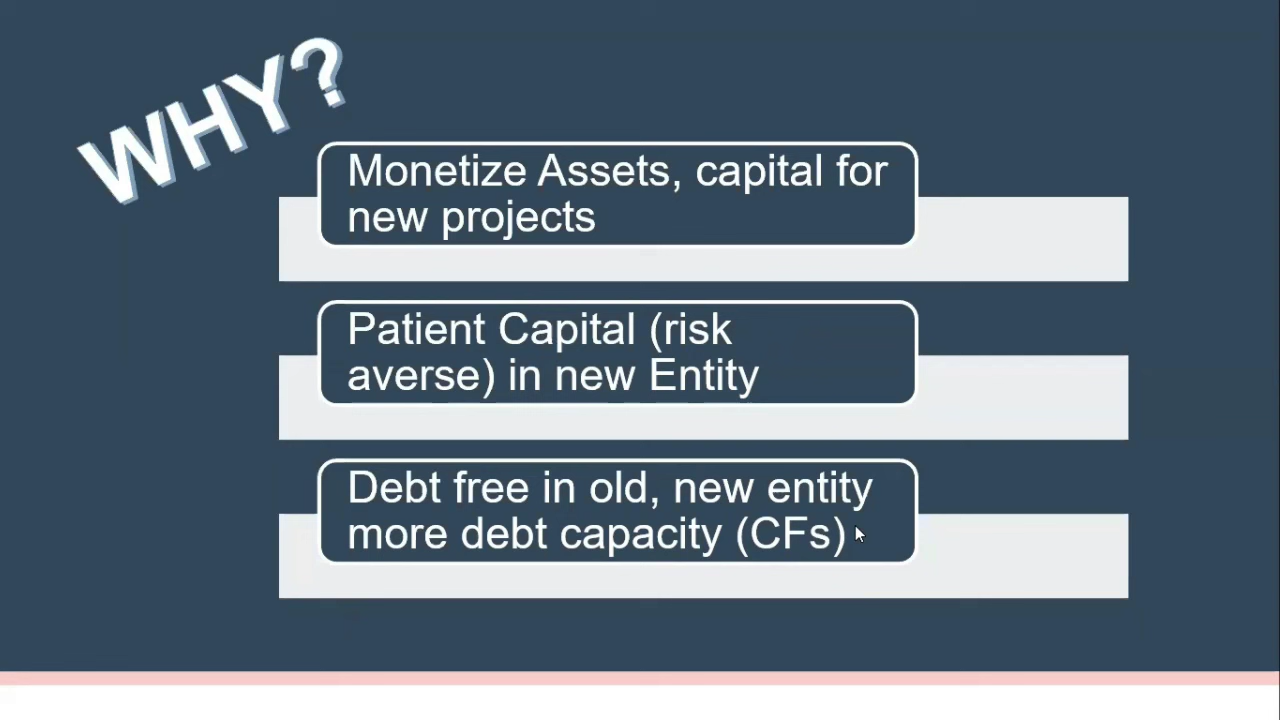 WHY?
Monetize Assets, capital for
new projects
Patient Capital (risk
averse) in new Entity
Debt free in old, new entity
more debt capacity (CFs)